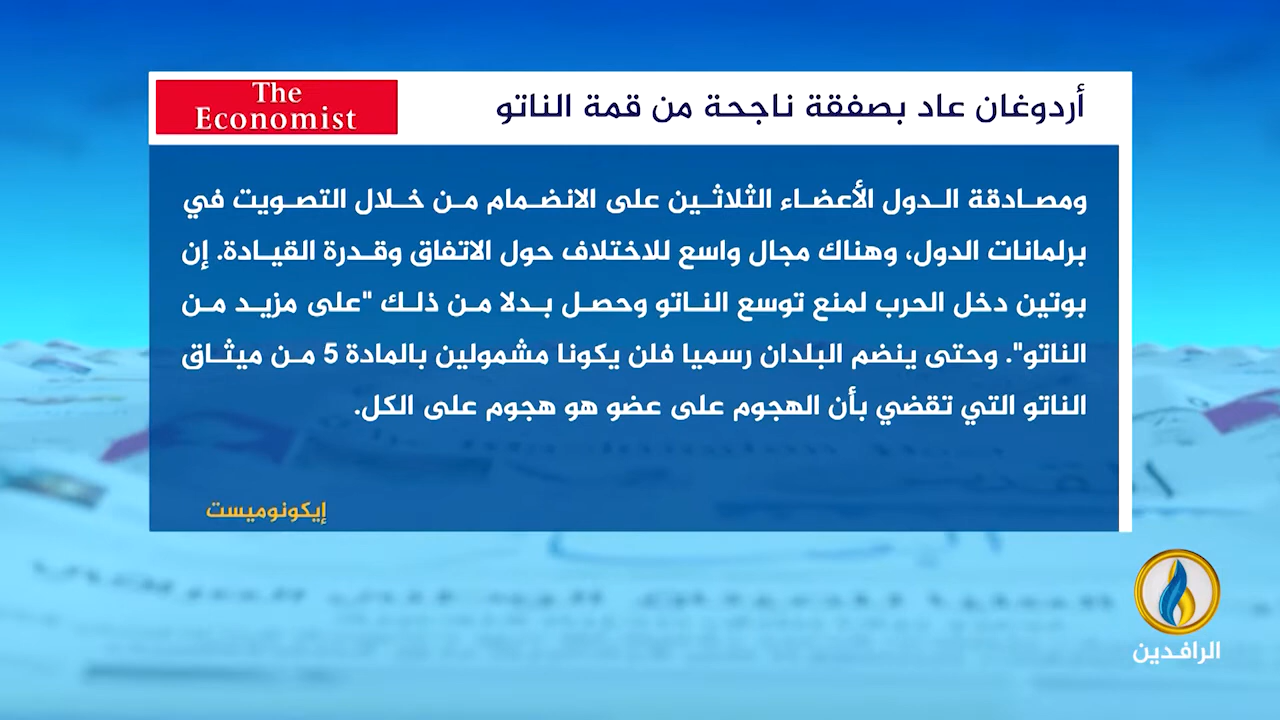 The
Economist
أردوغان عاد بصفقة ناجحة من قمة الناتو
ومصادقة الدول الأعضاء الثلاثين على الانضمام من خلال التصويت في
برلمانات الدول، وهناك مجال واسع للاختلاف حول الاتفاق وقدرة القيادة. إن
بوتين دخل الحرب لمنع توسع الناتو وحصل بدلا من ذلك "على مزيد من
الناتو". وحتى ينضم البلدان رسميا فلن يكونا مشمولين بالمادة 5 من ميثاق
الناتو التي تقضي بأن الهجوم على عضو هو هجوم على الكل.
إيكونوميست
الرافدين